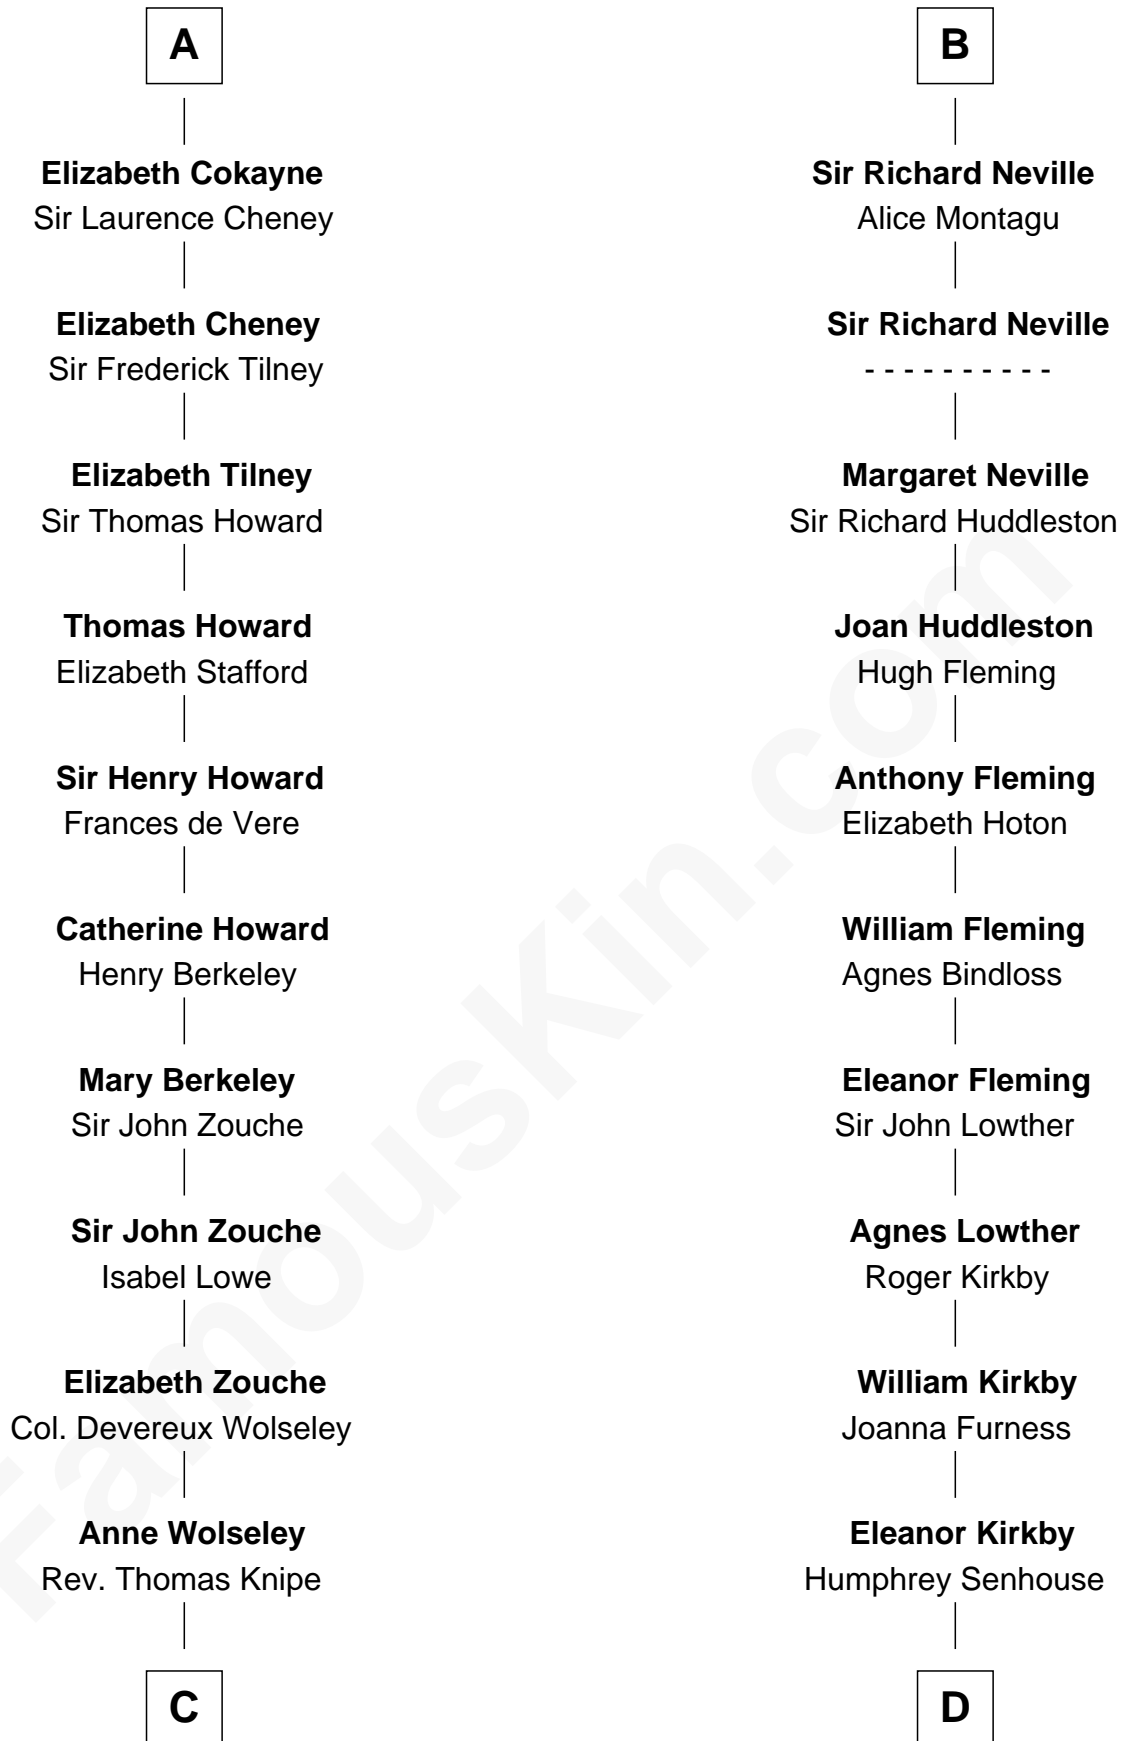 A
Elizabeth Cokayne
Sir Laurence Cheney
Elizabeth Cheney
Sir Frederick Tilney
Elizabeth Tilney
Sir Thomas Howard
Thomas Howard
Elizabeth Stafford
Sir Henry Howard
Frances de Vere
Catherine Howard
Henry Berkeley
Mary Berkeley
Sir John Zouche
Sir John Zouche
Isabel Lowe
Elizabeth Zouche
Col. Devereux Wolseley
Anne Wolseley
Rev. Thomas Knipe
C
B
Sir Richard Neville
Alice Montagu
Sir Richard Neville
- - - - - - - - - -
Margaret Neville
Sir Richard Huddleston
Joan Huddleston
Hugh Fleming
Anthony Fleming
Elizabeth Hoton
William Fleming
Agnes Bindloss
Eleanor Fleming
Sir John Lowther
Agnes Lowther
Roger Kirkby
William Kirkby
Joanna Furness
Eleanor Kirkby
Humphrey Senhouse
D
FamousKin.com